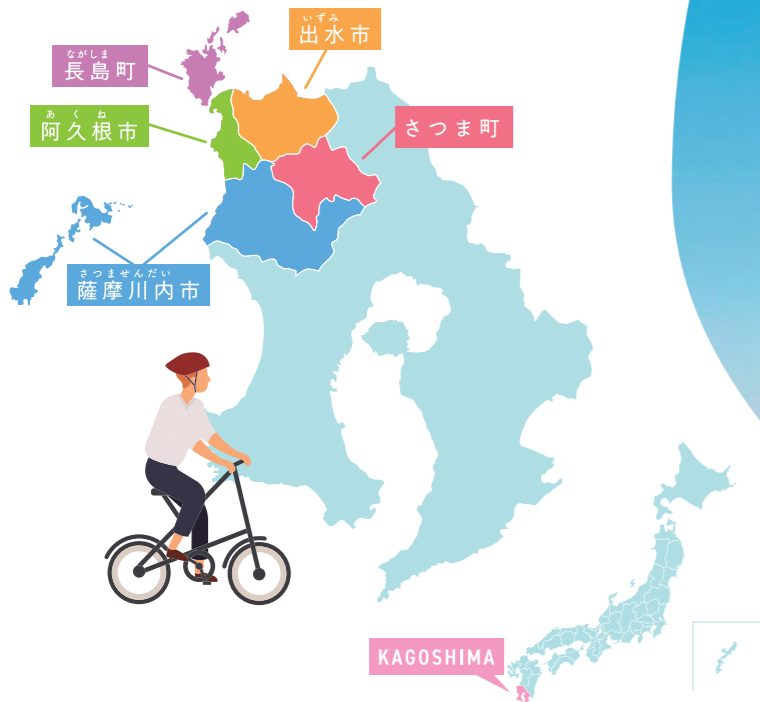 いずみ
出水市
ながしま
長島町
あくね
阿久根市
さつま町
さつませんだい
薩摩川内市
KAGOSHIMA